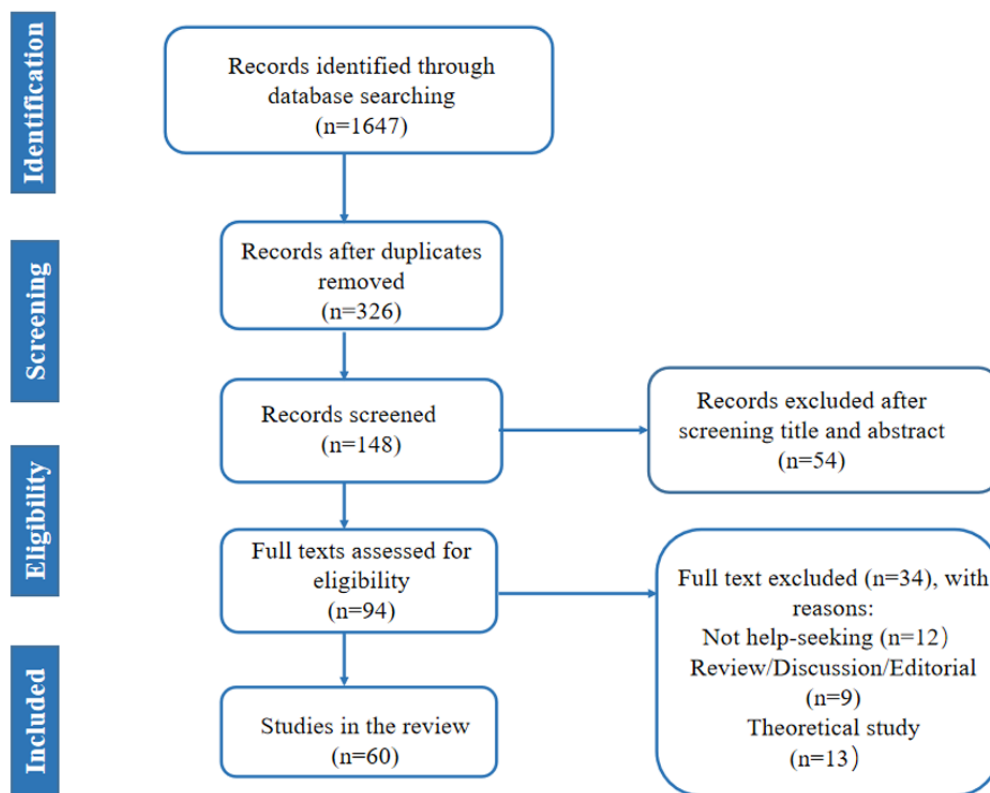 Identification
Records identified through
database searching
(n=1647)
Screening
Records after duplicates
removed
(n=326)
Records screened
(n=148)
Records excluded after
screening title and abstract
(n=54)
Eligibility
Full texts assessed for
eligibility
(n=94)
Full text excluded (n=34), with
reasons:
Not help-seeking (n=12）
Review/Discussion/Editorial
(n=9)
Theoretical study
(n=13）
Included
Studies in the review
(n=60)